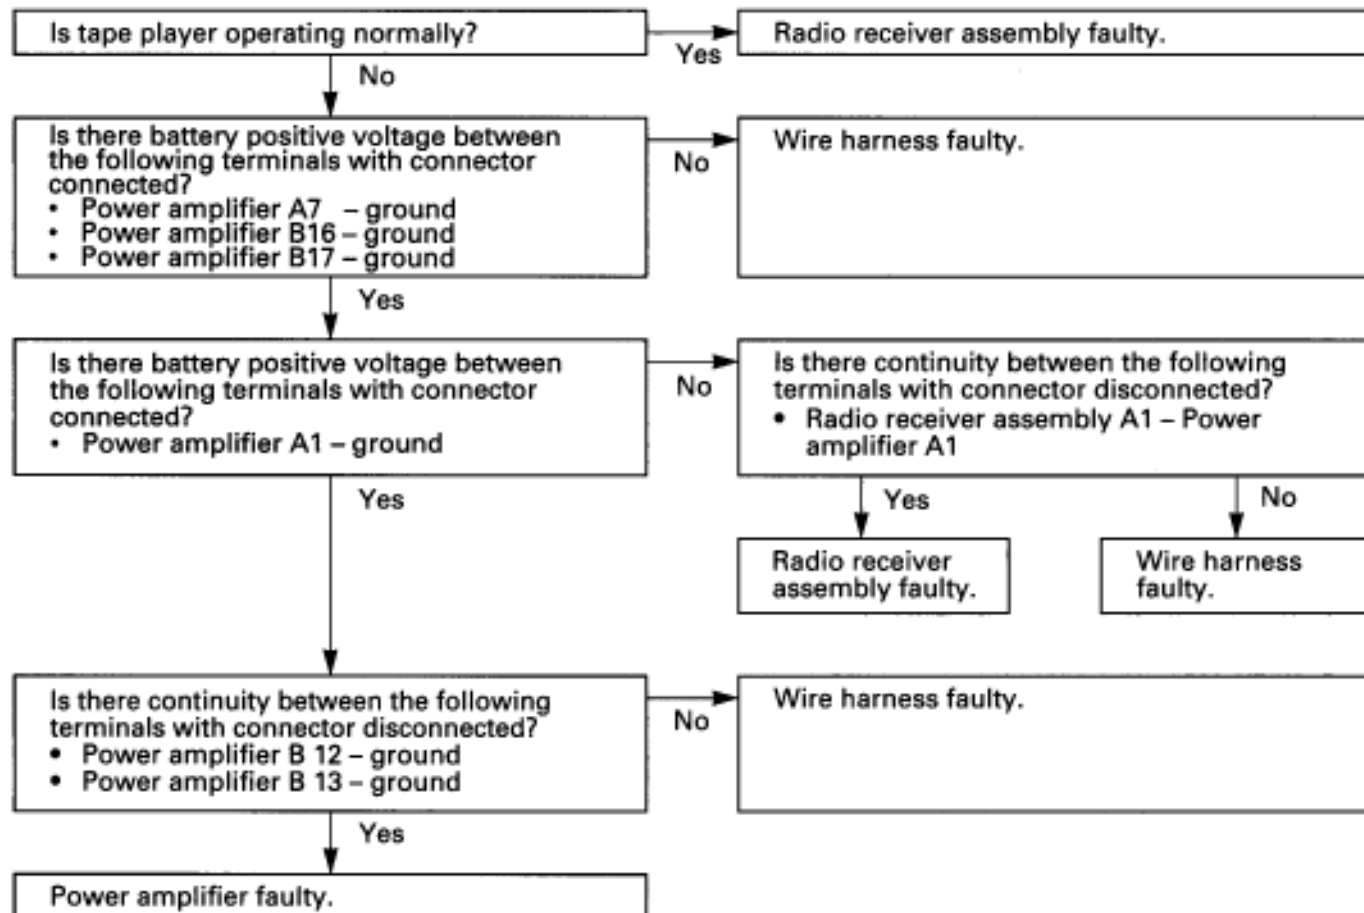 Is tape player operating normally?
Yes
Radio receiver assembly faulty.
No
Is there battery positive voltage between
the following terminals with connector
connected?
• Power amplifier A7 – ground
• Power amplifier B16 – ground
• Power amplifier B17 – ground
No
Wire harness faulty.
Yes
Is there battery positive voltage between
the following terminals with connector
connected?
• Power amplifier A1 – ground
No
Is there continuity between the following
terminals with connector disconnected?
• Radio receiver assembly A1 – Power
amplifier A1
Yes
Yes
No
Radio receiver
assembly faulty.
Wire harness
faulty.
Is there continuity between the following
terminals with connector disconnected?
• Power amplifier B 12 – ground
• Power amplifier B 13 – ground
No
Wire harness faulty.
Yes
Power amplifier faulty.